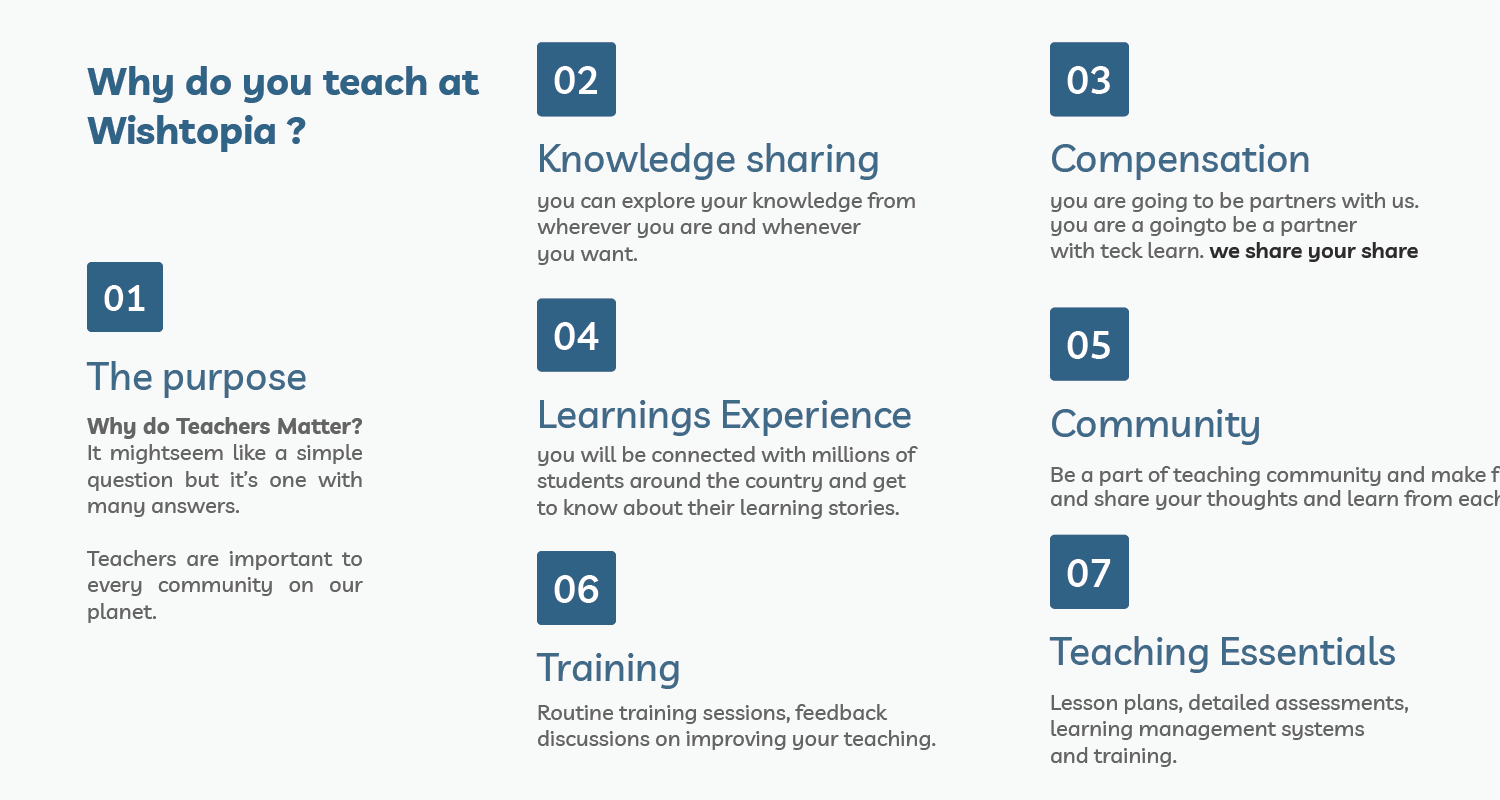 Why do you teach at
Wishtopia ?
01
The purpose
Why do Teachers Matter?
It mightseem like a simple
question but it’s one with
many answers.
Teachers are important to
every community on our
planet.
02
Knowledge sharing
you can explore your knowledge from
wherever you are and whenever
you want.
03
Compensation
you are going to be partners with us.
you are a goingto be a partner
with teck learn. we share your share
04
Learnings Experience
you will be connected with millions of
students around the country and get
to know about their learning stories.
05
Community
Be a part of teaching community and make
and share your thoughts and learn from each
06
Training
Routine training sessions, feedback
discussions on improving your teaching.
07
Teaching Essentials
Lesson plans, detailed assessments,
learning management systems
and training.